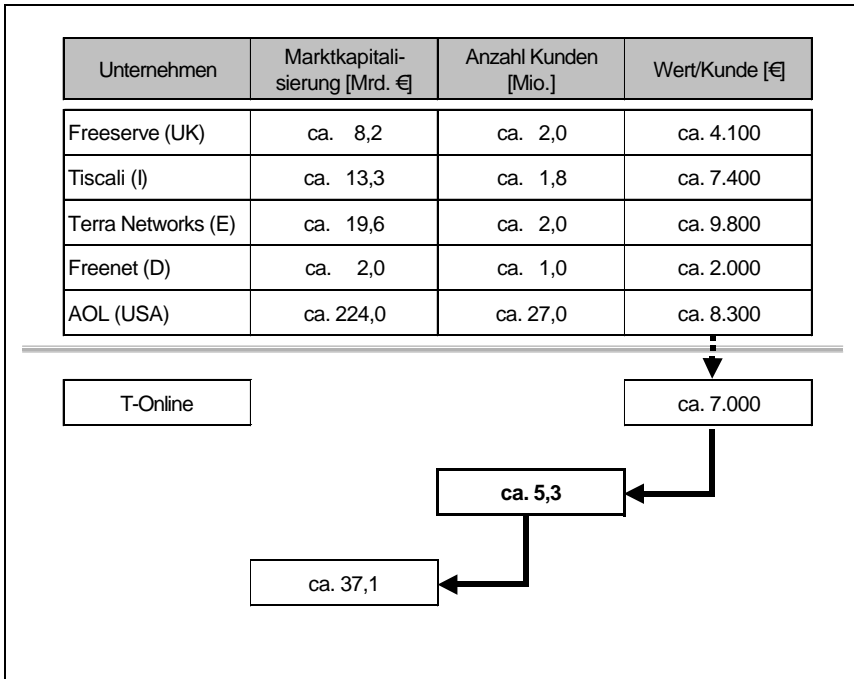 Unternehmen Marktkapitali-sierung [Mrd. €] Anzahl Kunden [Mio.] Wert/Kunde [€]
Freeserve (UK) ca. 8,2 ca. 2,0 ca. 4.100
Tiscali (I) ca. 13,3 ca. 1,8 ca. 7.400
Terra Networks (E) ca. 19,6 ca. 2,0 ca. 9.800
Freenet (D) ca. 2,0 ca. 1,0 ca. 2.000
AOL (USA) ca. 224,0 ca. 27,0 ca. 8.300
T-Online ca. 7.000
ca. 5,3
ca. 37,1